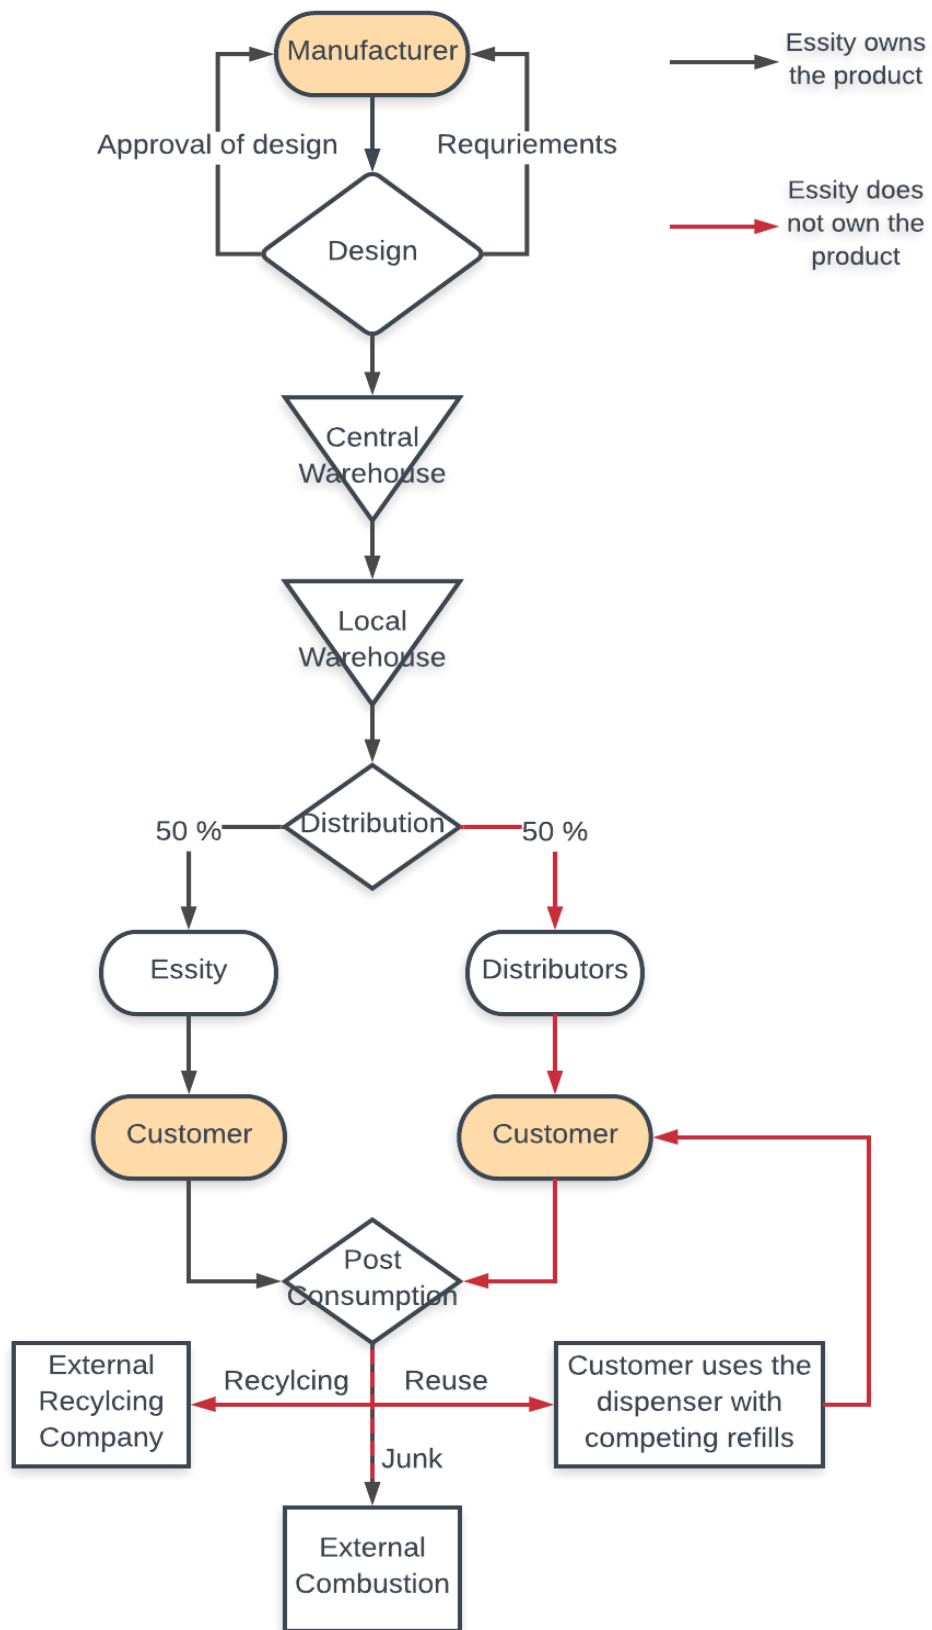 Manufacturer
Essity owns
the product
Approval of design
Requriements
Essity does
not own the
product
Design
Central
Warehouse
Local
Warehouse
Distribution
50 %
50 %
Essity
Distributors
Customer
Customer
Post
Consumption
External
Recylcing
Company
Recylcing
Reuse
Customer uses the
dispenser with
competing refills
Junk
External
Combustion